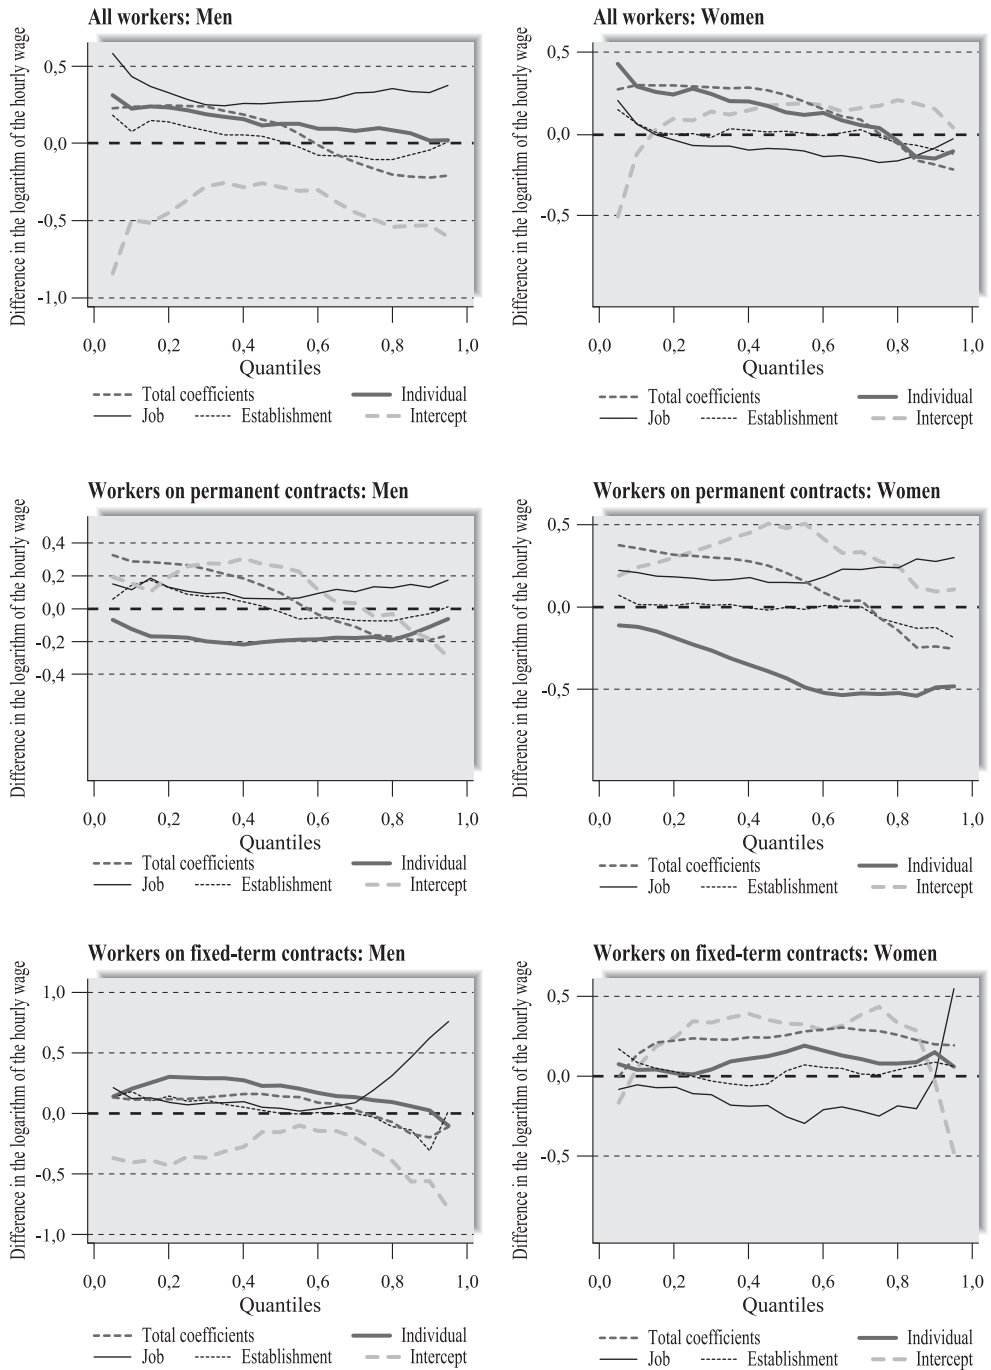 All workers: Men
Difference in the logarithm of the hourly wage
0,5
0,0
-0,5
-1,0
0,0 0,2 0,4 0,6 0,8 1,0
Quantiles
Total coefficients Individual
Job Establishment Intercept
All workers: Women
Difference in the logarithm of the hourly wage
0,5
0,0
-0,5
0,0 0,2 0,4 0,6 0,8 1,0
Quantiles
Total coefficients Individual
Job Establishment Intercept
Workers on permanent contracts: Men
Difference in the logarithm of the hourly wage
0,4
0,2
0,0
-0,2
-0,4
0,0 0,2 0,4 0,6 0,8 1,0
Quantiles
Total coefficients Individual
Job Establishment Intercept
Workers on permanent contracts: Women
Difference in the logarithm of the hourly wage
0,5
0,0
-0,5
0,0 0,2 0,4 0,6 0,8 1,0
Quantiles
Total coefficients Individual
Job Establishment Intercept
Workers on fixed-term contracts: Men
Difference in the logarithm of the hourly wage
1,0
0,5
0,0
-0,5
-1,0
0,0 0,2 0,4 0,6 0,8 1,0
Quantiles
Total coefficients Individual
Job Establishment Intercept
Workers on fixed-term contracts: Women
Difference in the logarithm of the hourly wage
0,5
0,0
-0,5
0,0 0,2 0,4 0,6 0,8 1,0
Quantiles
Total coefficients Individual
Job Establishment Intercept